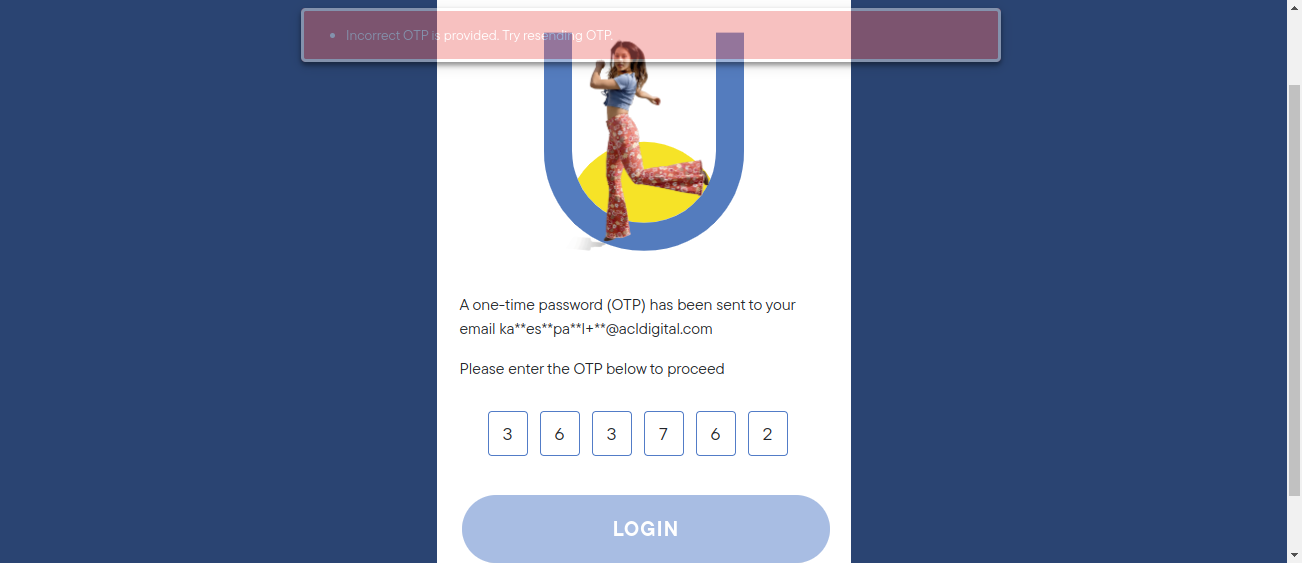 Incorrect OTP is provided. Try resending OTP.
A one-time password (OTP) has been sent to your
email ka**es**pa**l+**@acldigital.com
Please enter the OTP below to proceed
3 6 3 7 6 2
LOGIN